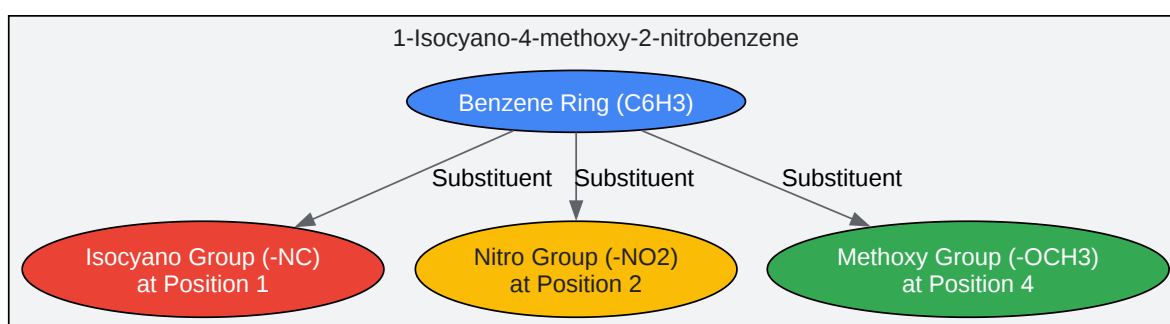 1-Isocyano-4-methoxy-2-nitrobenzene
Benzene Ring (C6H3)
Substituent
Substituent
Substituent
Isocyano Group (-NC)
at Position 1
Nitro Group (-NO2)
at Position 2
Methoxy Group (-OCH3)
at Position 4